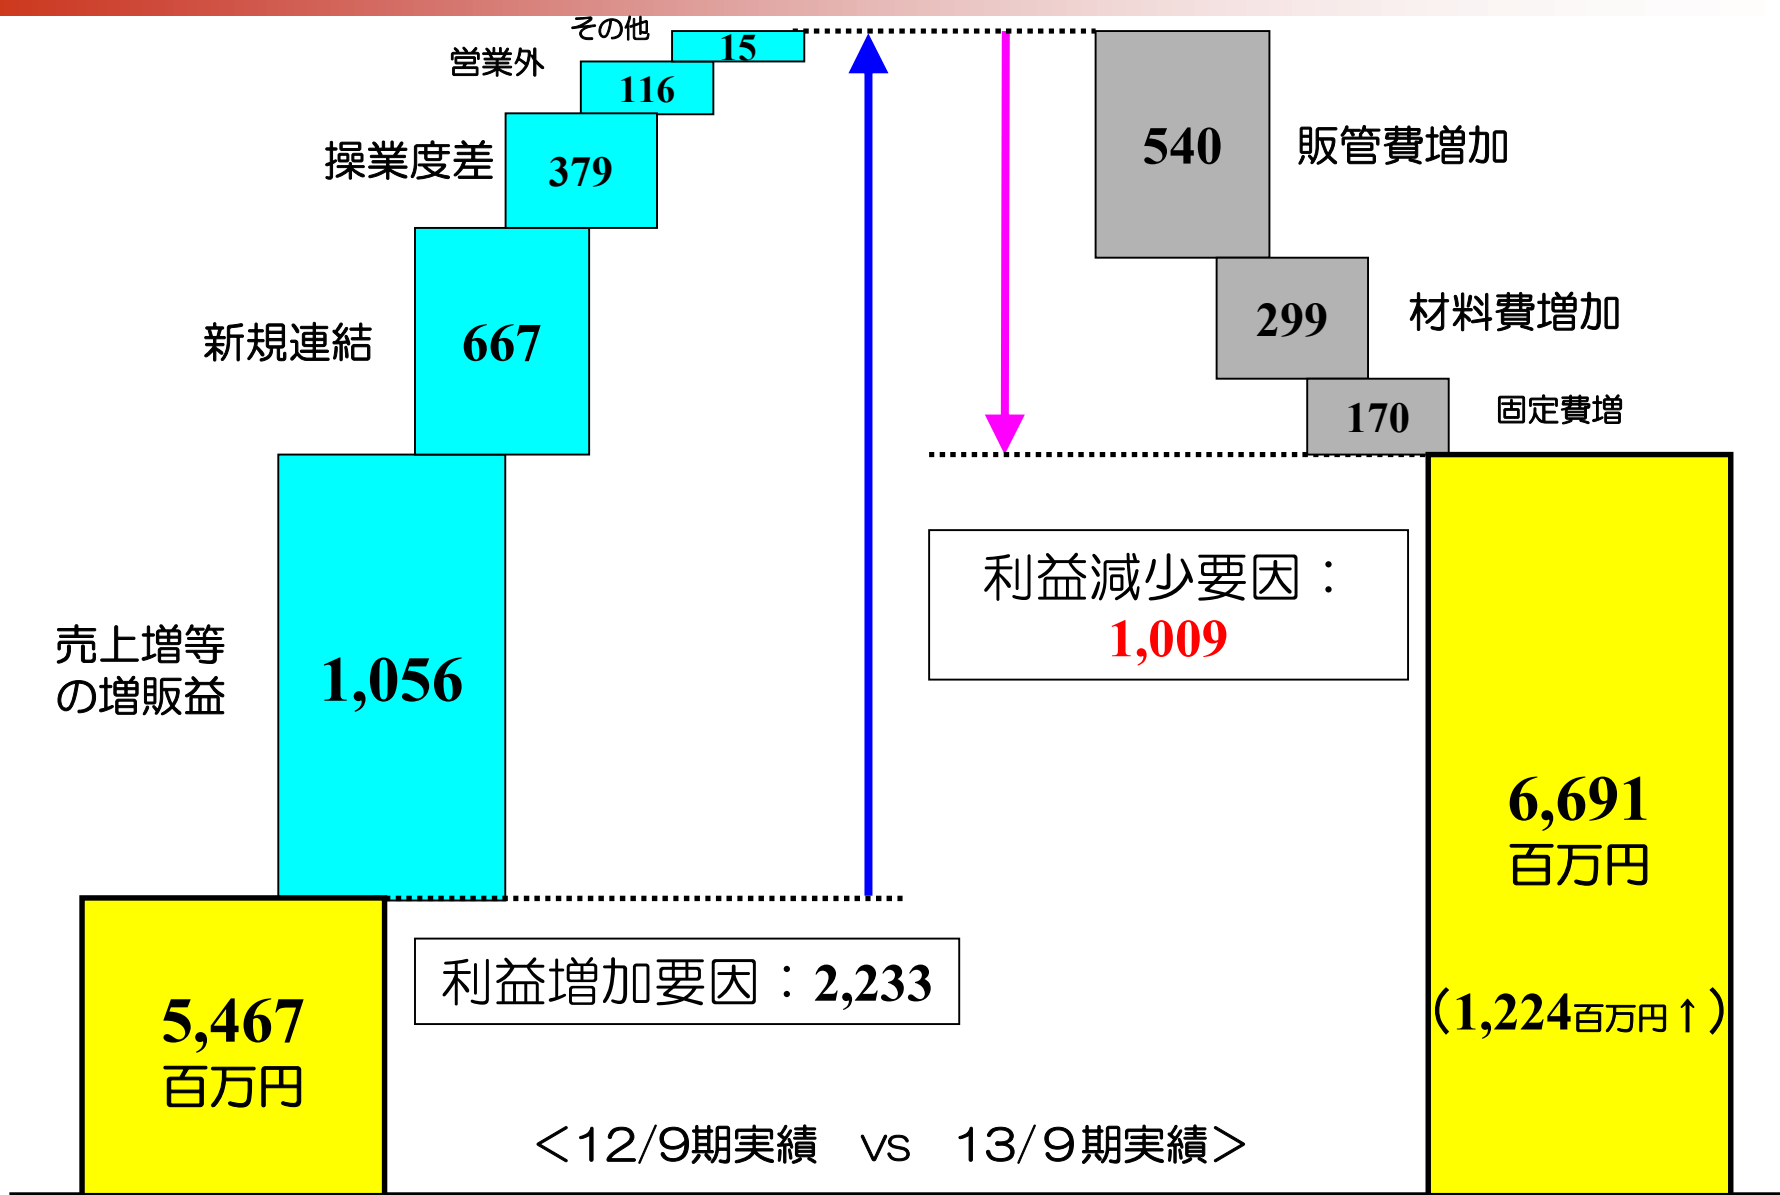 その他
15
営業外
116
操業度差
379
新規連結
667
売上増等
の増販益
1,056
5,467
百万円
利益増加要因：2,233
540
販管費増加
299
材料費増加
170
固定費増
利益減少要因：
1,009
6,691
百万円
（1,224百万円↑）
＜12/9期実績　vs　13/9期実績＞